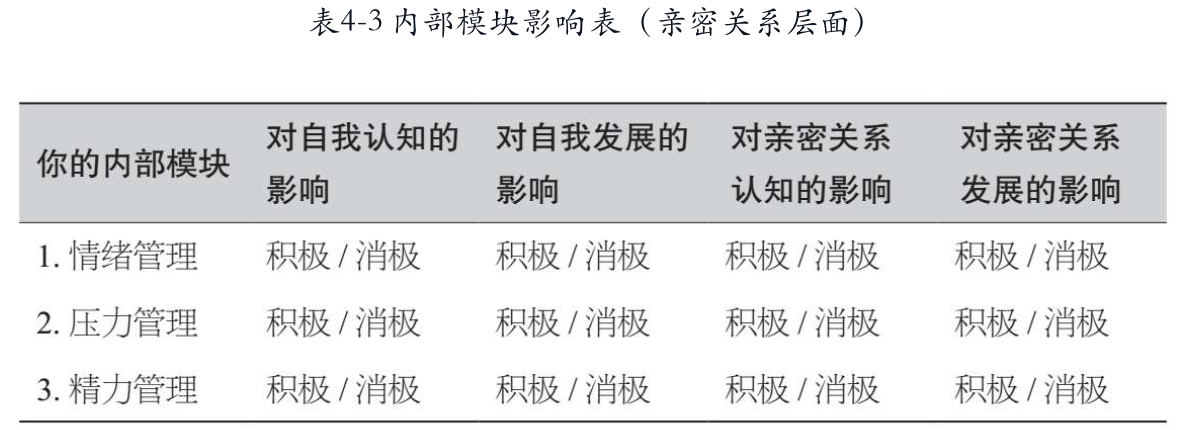 表4-3 内部模块影响表（亲密关系层面）
你的内部模块 对自我认知的影响 对自我发展的影响 对亲密关系认知的影响 对亲密关系发展的影响
1. 情绪管理 积极 / 消极 积极 / 消极 积极 / 消极 积极 / 消极
2. 压力管理 积极 / 消极 积极 / 消极 积极 / 消极 积极 / 消极
3. 精力管理 积极 / 消极 积极 / 消极 积极 / 消极 积极 / 消极